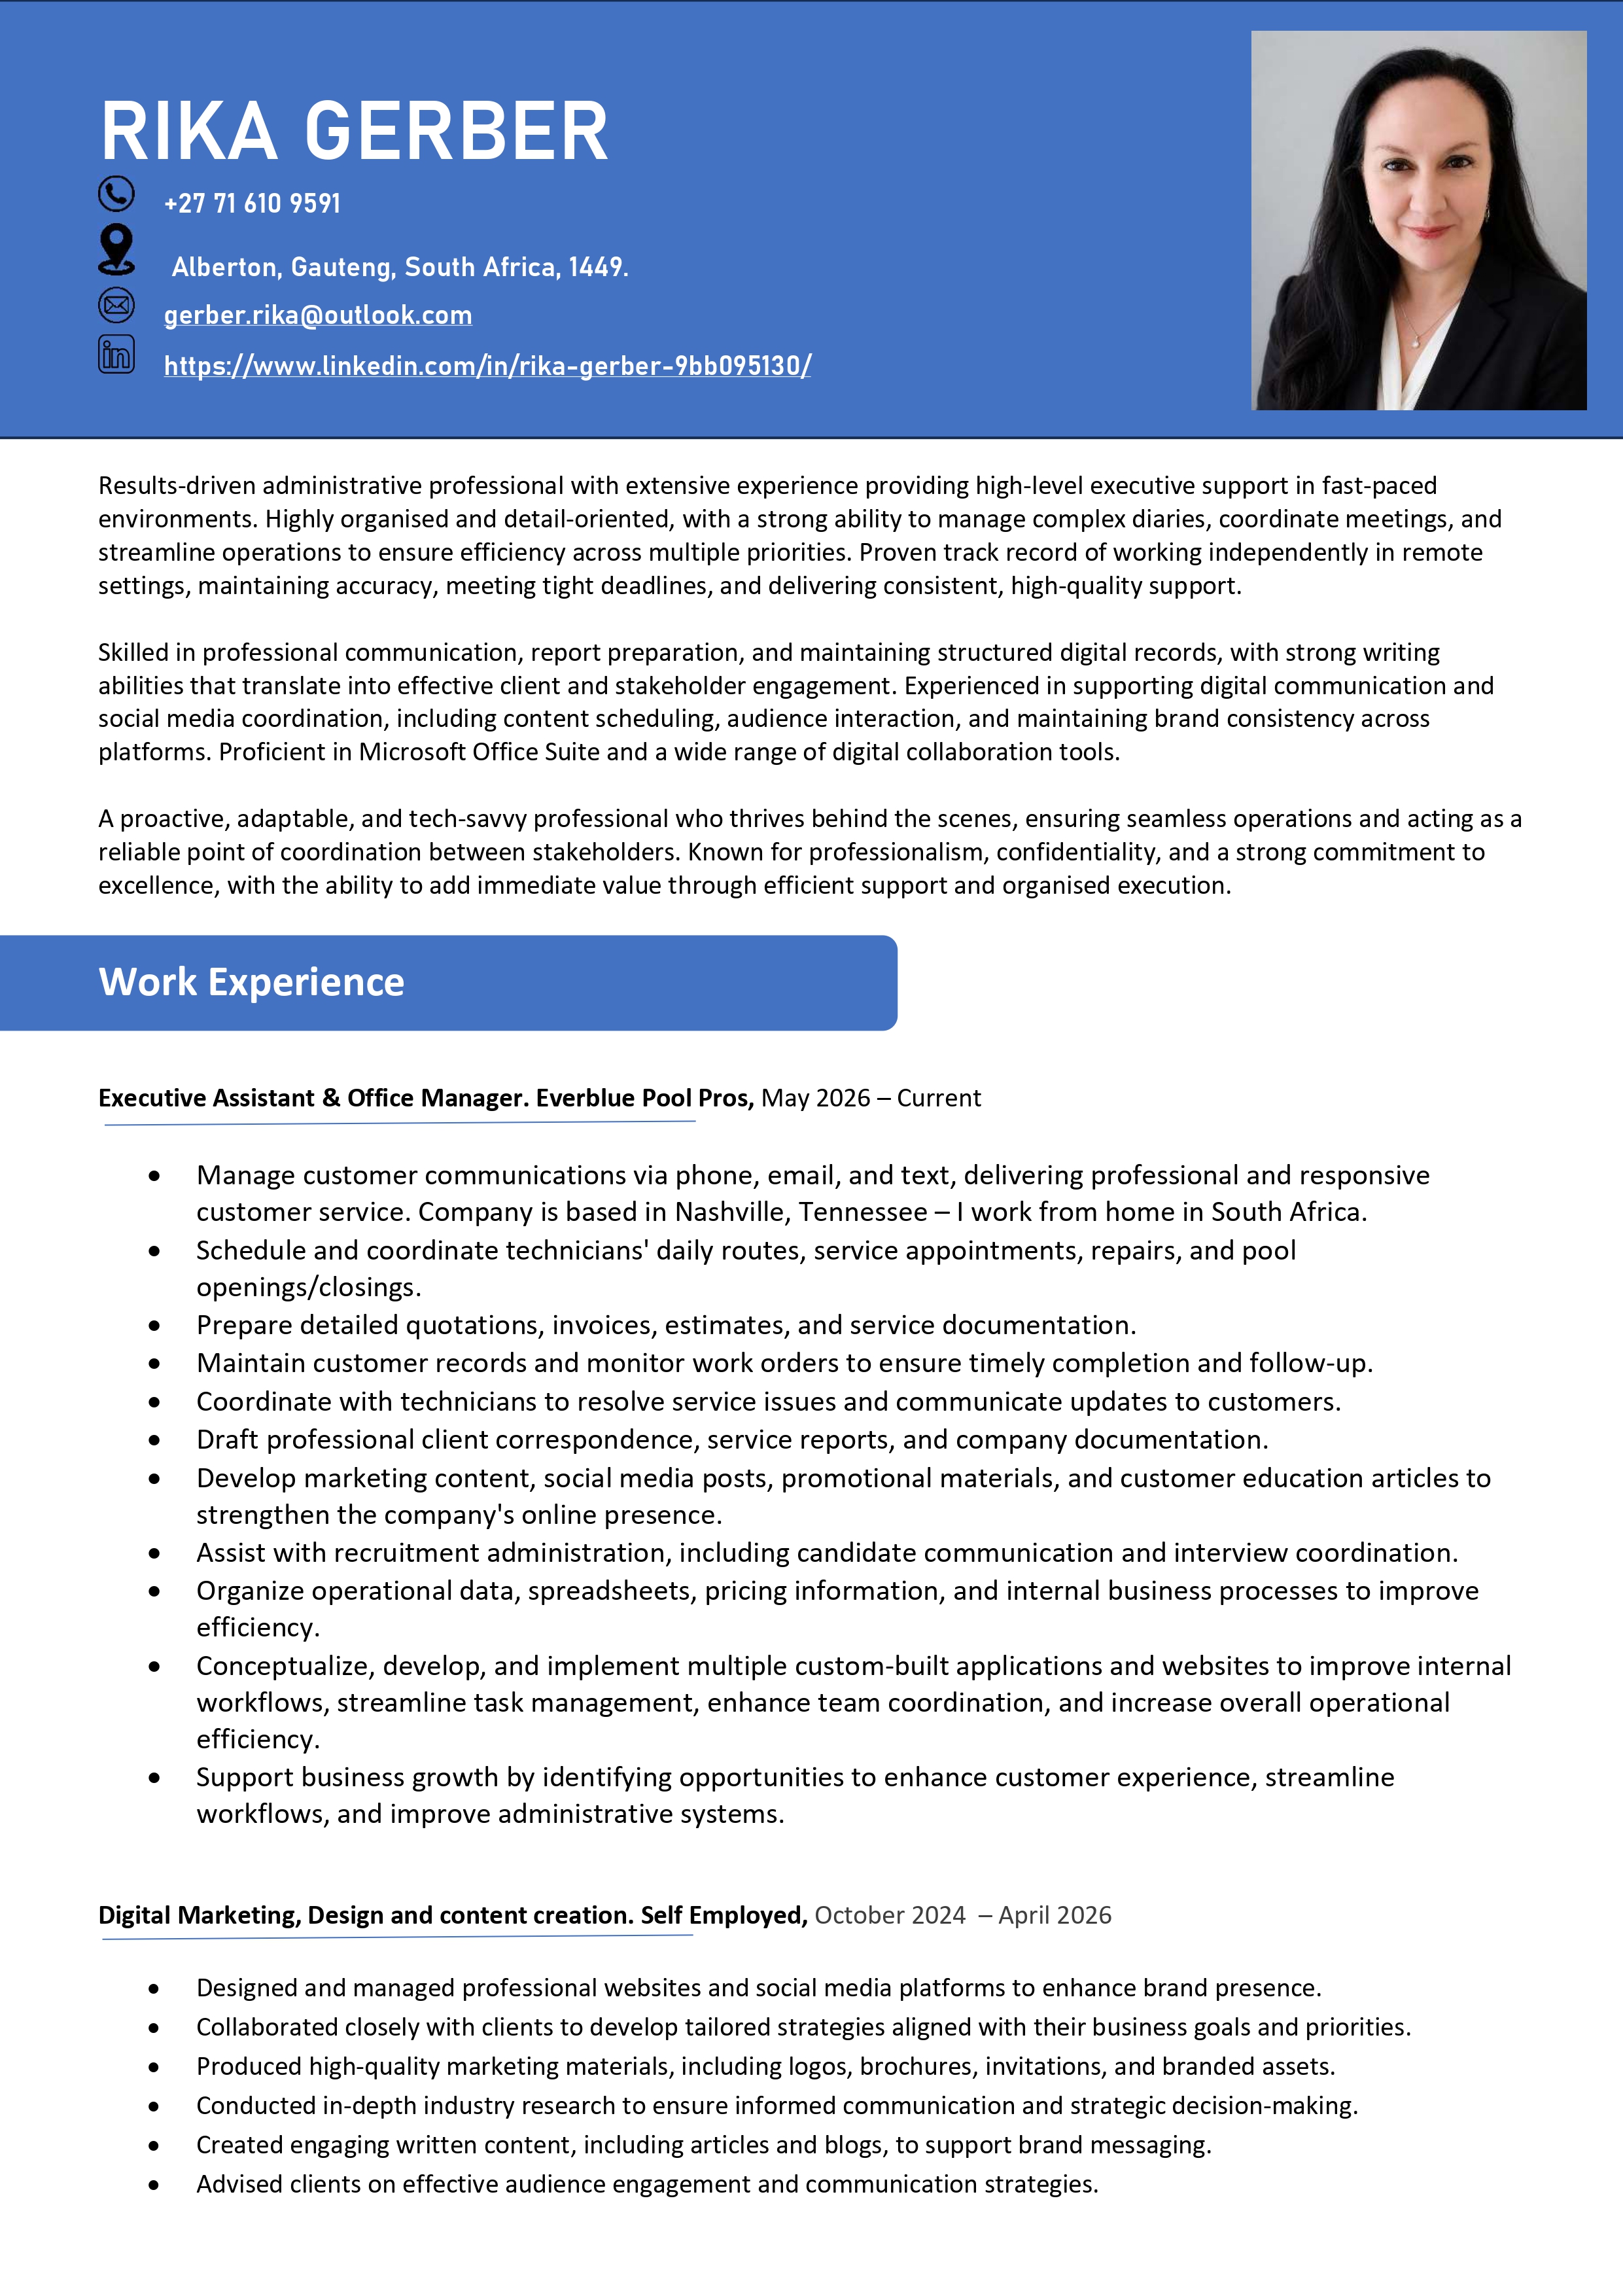 RIKA GERBER
+27 71 610 9591
Alberton, Gauteng, South Africa, 1449.
gerber.rika@outlook.com
in
https://www.linkedin.com/in/rika-gerber-9bb095130/
Results-driven administrative professional with extensive experience providing high-level executive support in fast-paced
environments. Highly organised and detail-oriented, with a strong ability to manage complex diaries, coordinate meetings, and
streamline operations to ensure efficiency across multiple priorities. Proven track record of working independently in remote
settings, maintaining accuracy, meeting tight deadlines, and delivering consistent, high-quality support.
Skilled in professional communication, report preparation, and maintaining structured digital records, with strong writing
abilities that translate into effective client and stakeholder engagement. Experienced in supporting digital communication and
social media coordination, including content scheduling, audience interaction, and maintaining brand consistency across
platforms. Proficient in Microsoft Office Suite and a wide range of digital collaboration tools.
A proactive, adaptable, and tech-savvy professional who thrives behind the scenes, ensuring seamless operations and acting as a
reliable point of coordination between stakeholders. Known for professionalism, confidentiality, and a strong commitment to
excellence, with the ability to add immediate value through efficient support and organised execution.
Work Experience
Executive Assistant & Office Manager. Everblue Pool Pros, May 2026 – Current
• Manage customer communications via phone, email, and text, delivering professional and responsive
customer service. Company is based in Nashville, Tennessee – I work from home in South Africa.
• Schedule and coordinate technicians' daily routes, service appointments, repairs, and pool
openings/closings.
• Prepare detailed quotations, invoices, estimates, and service documentation.
• Maintain customer records and monitor work orders to ensure timely completion and follow-up.
• Coordinate with technicians to resolve service issues and communicate updates to customers.
• Draft professional client correspondence, service reports, and company documentation.
• Develop marketing content, social media posts, promotional materials, and customer education articles to
strengthen the company's online presence.
• Assist with recruitment administration, including candidate communication and interview coordination.
• Organize operational data, spreadsheets, pricing information, and internal business processes to improve
efficiency.
• Conceptualize, develop, and implement multiple custom-built applications and websites to improve internal
workflows, streamline task management, enhance team coordination, and increase overall operational
efficiency.
• Support business growth by identifying opportunities to enhance customer experience, streamline
workflows, and improve administrative systems.
Digital Marketing, Design and content creation. Self Employed, October 2024 – April 2026
• Designed and managed professional websites and social media platforms to enhance brand presence.
• Collaborated closely with clients to develop tailored strategies aligned with their business goals and priorities.
• Produced high-quality marketing materials, including logos, brochures, invitations, and branded assets.
• Conducted in-depth industry research to ensure informed communication and strategic decision-making.
• Created engaging written content, including articles and blogs, to support brand messaging.
• Advised clients on effective audience engagement and communication strategies.